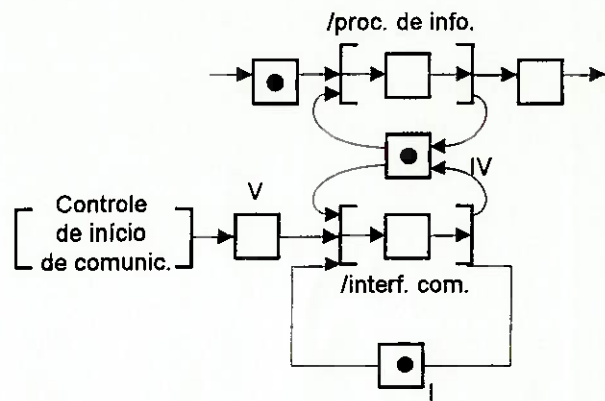 /proc. de info.
IV
V
Controle
de início
de comunic.
/interf. com.
I